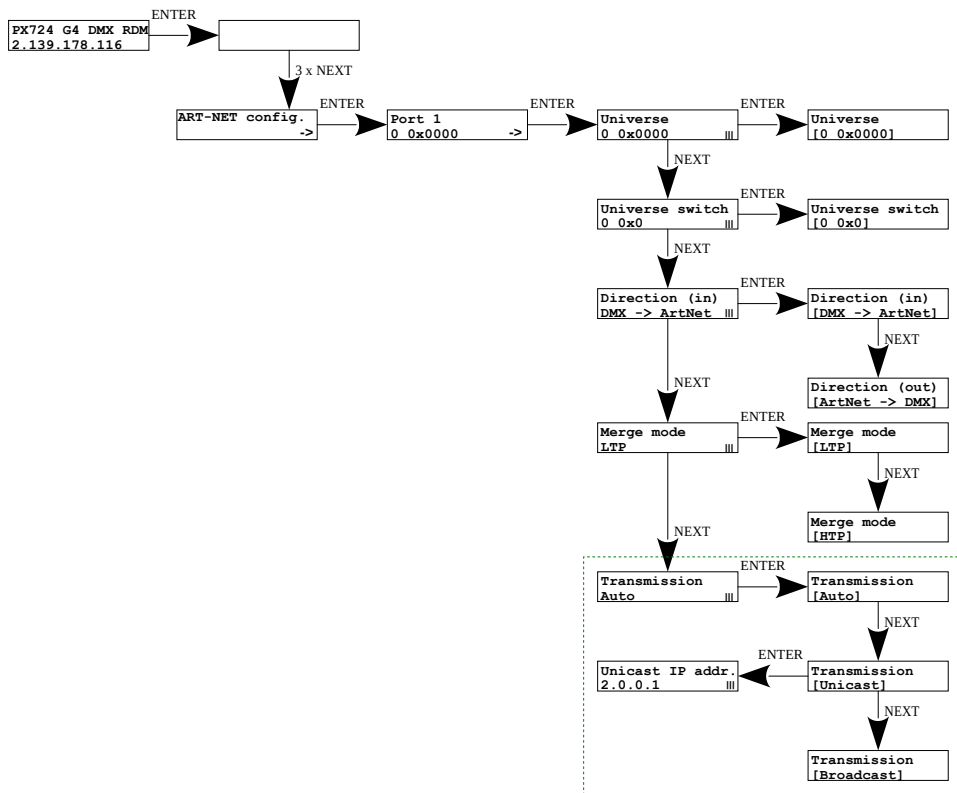 ENTER
PX724 G4 DMX RDM
2.139.178.116
3 x NEXT
ART-NET config.
->
ENTER
Port 1
0 0x0000 ->
ENTER
Universe
0 0x0000
ENTER
Universe
[0 0x0000]
NEXT
Universe switch
0 0x0
ENTER
Universe switch
[0 0x0]
NEXT
Direction (in)
DMX -> ArtNet
ENTER
Direction (in)
[DMX -> ArtNet]
NEXT
Direction (out)
[ArtNet -> DMX]
NEXT
Merge mode
LTP
ENTER
Merge mode
[LTP]
NEXT
Merge mode
[HTP]
NEXT
Transmission
Auto
ENTER
Transmission
[Auto]
NEXT
Unicast IP addr.
2.0.0.1
ENTER
Transmission
[Unicast]
NEXT
Transmission
[Broadcast]